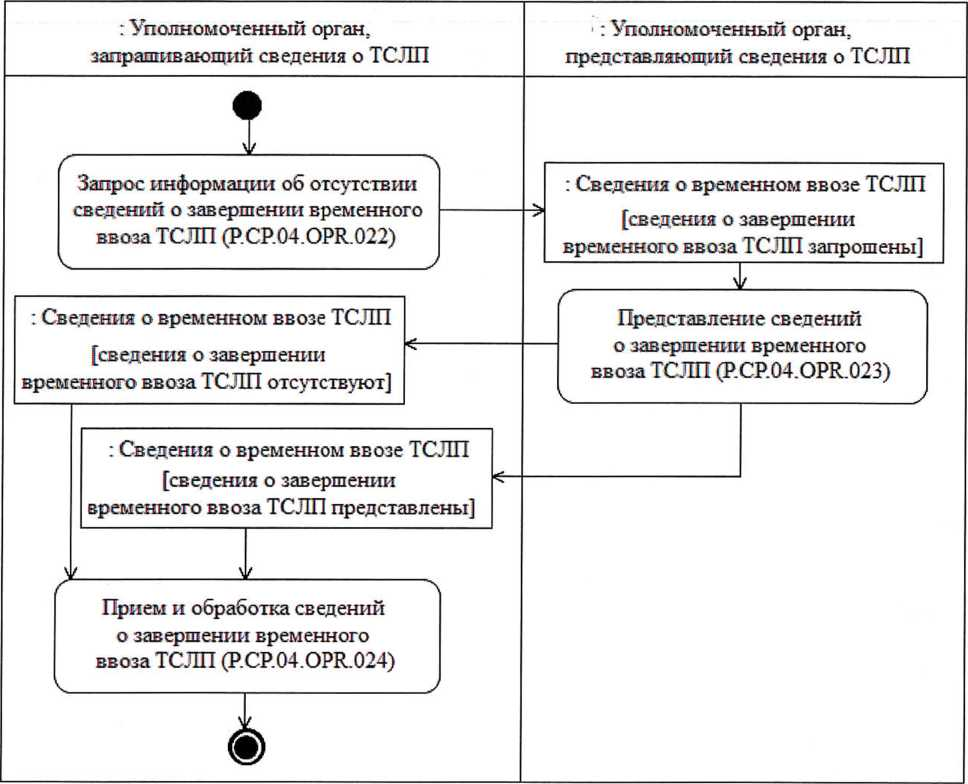 : Уполномоченный орган,
запрашивающий сведения о ТСЛП
: Уполномоченный орган,
представляющий сведения о ТСЛП
Запрос информации об отсутствии
сведений о завершении временного
ввоза ТСЛП (P.CP.04.OPR.022)
: Сведения о временном ввозе ТСЛП
[сведения о завершении
временного ввоза ТСЛП запрошены]
: Сведения о временном ввозе ТСЛП
[сведения о завершении
временного ввоза ТСЛП отсутствуют]
Представление сведений
о завершении временного
ввоза ТСЛП (P.CP.04.OPR.023)
: Сведения о временном ввозе ТСЛП
[сведения о завершении
временного ввоза ТСЛП представлены]
Прием и обработка сведений
о завершении временного
ввоза ТСЛП (P.CP.04.OPR.024)